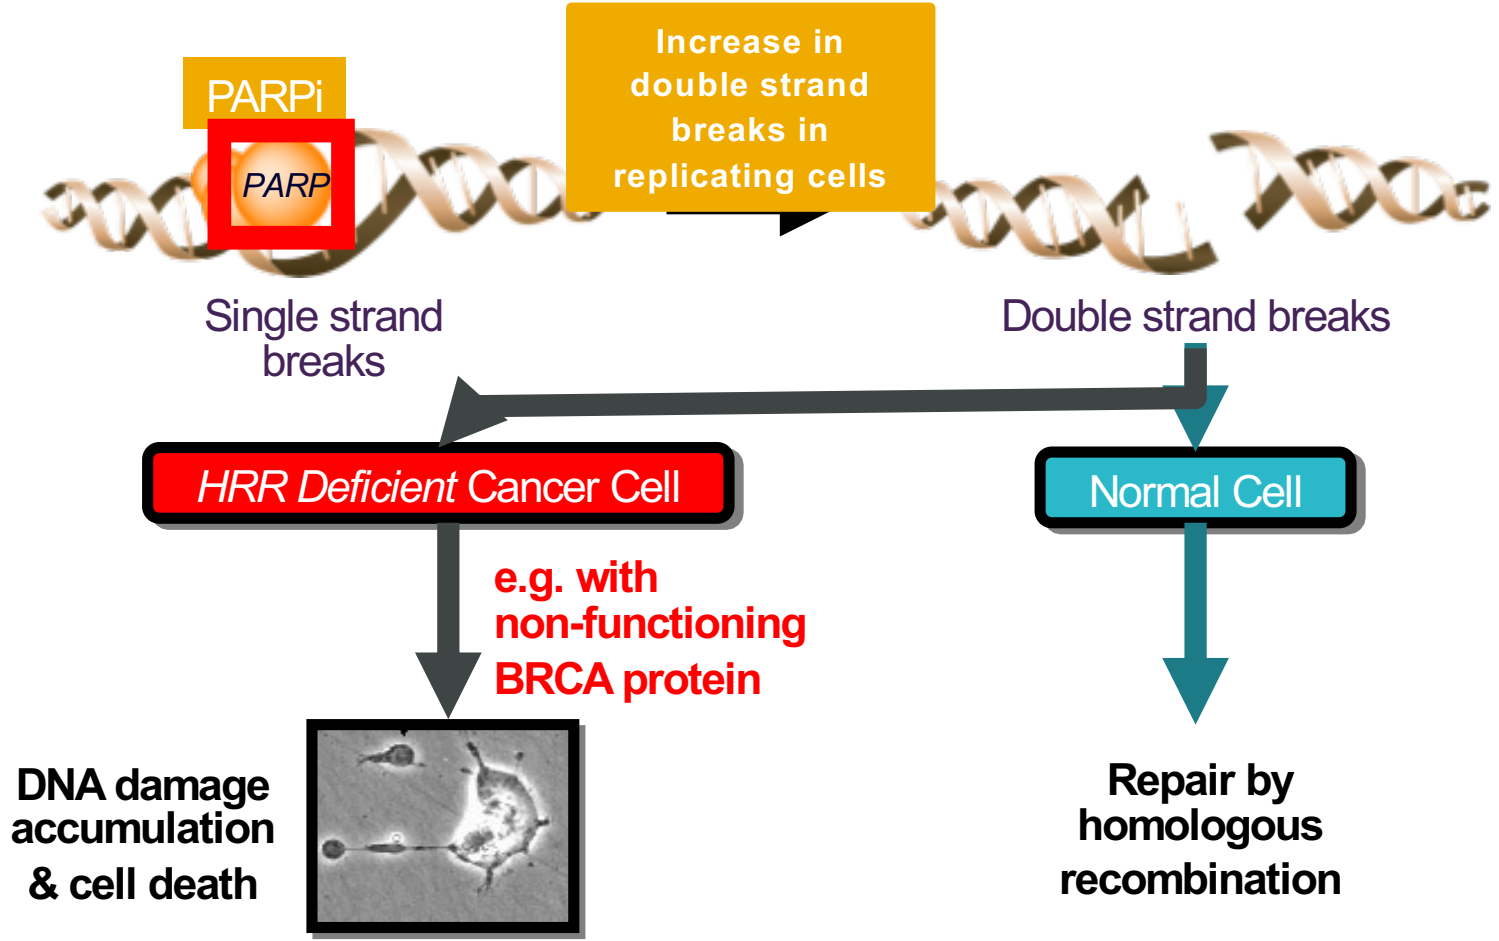 PARPi
PARP
Increase in
double strand
breaks in
replicating cells
Single strand
breaks
Double strand breaks
HRR Deficient Cancer Cell
Normal Cell
e.g. with
non-functioning
BRCA protein
DNA damage
accumulation
& cell death
Repair by
homologous
recombination